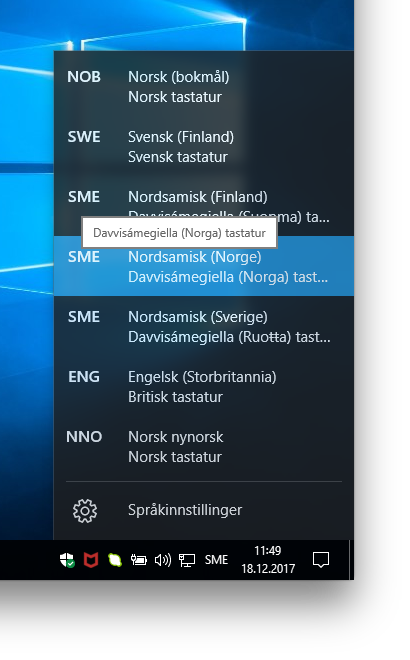 NOB Norsk (bokmål)
Norsk tastatur
SWE Svensk (Finland)
Svensk tastatur
SME Nordsamisk (Finland)
Davvisámegiella (Suopma) ta...
Davvisámegiella (Norga) tastatur
SME Nordsamisk (Norge)
Davvisámegiella (Norga) tast...
SME Nordsamisk (Sverige)
Davvisámegiella (Ruoŧŧa) tast...
ENG Engelsk (Storbritannia)
Britisk tastatur
NNO Norsk nynorsk
Norsk tastatur
Språkinnstillinger
SME
11:49
18.12.2017